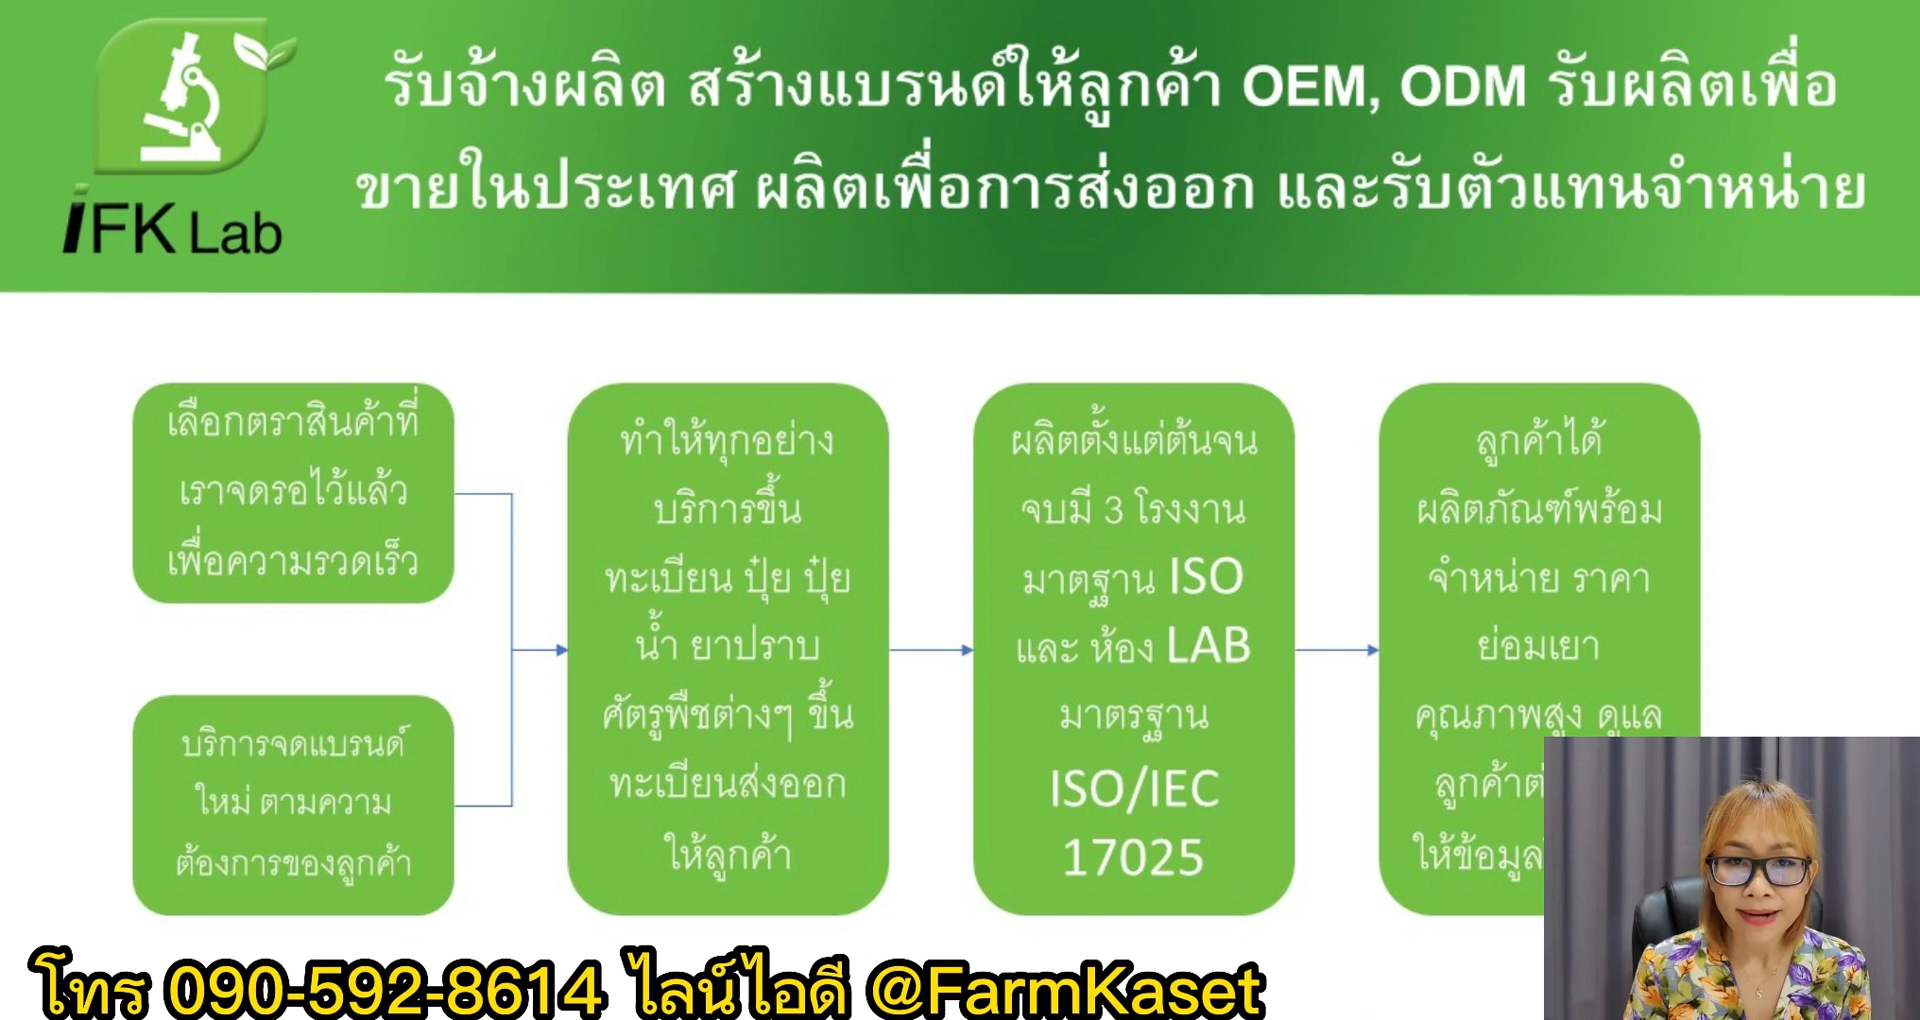 iFK Lab
รับจ้างผลิต สร้างแบรนด์ให้ลูกค้า OEM, ODM รับผลิตเพื่อ
ขายในประเทศ ผลิตเพื่อการส่งออก และรับตัวแทนจำหน่าย
เลือกตราสินค้าที่
เราจดรอไว้แล้ว
เพื่อความรวดเร็ว
บริการจดแบรนด์
ใหม่ ตามความ
ต้องการของลูกค้า
ทำให้ทุกอย่าง
บริการขึ้น
ทะเบียน ปุ๋ย ปุ๋ย
น้ำ ยาปราบ
ศัตรูพืชต่างๆ ขึ้น
ทะเบียนส่งออก
ให้ลูกค้า
ผลิตตั้งแต่ต้นจน
จบมี 3 โรงงาน
มาตฐาน ISO
และ ห้อง LAB
มาตรฐาน
ISO/IEC
17025
ลูกค้าได้
ผลิตภัณฑ์พร้อม
จำหน่าย ราคา
ย่อมเยา
คุณภาพสูง ดูแล
ลูกค้าต่
ให้ข้อมูล
โทร 090-592-8614 ไลน์ไอดี @FarmKaset